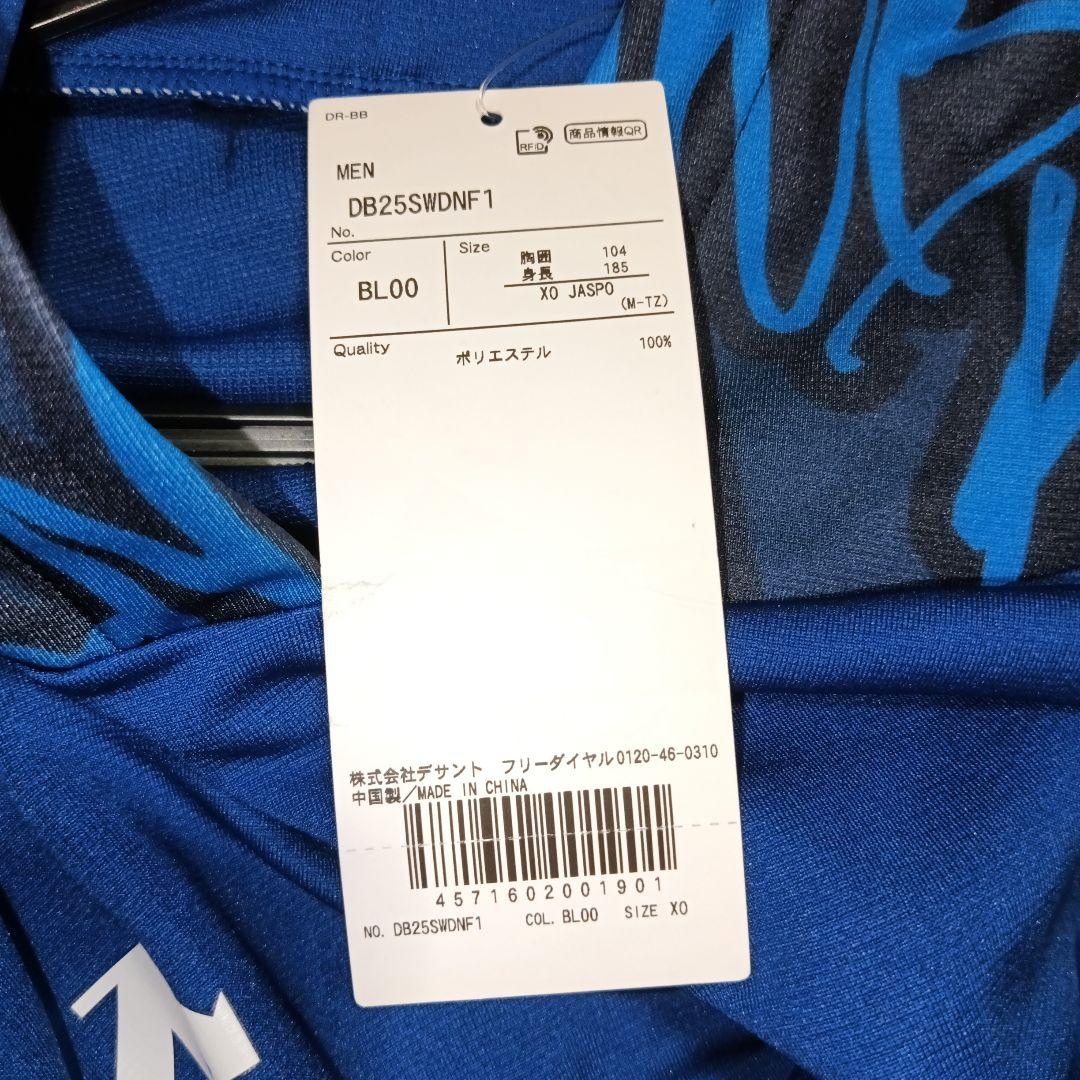 DR-BB
RFID 商品情報QR
MEN
DB25SWDNF1
No.
Color
BL00
Size
胸囲 104
身長 185
XO JASPO
(M-TZ)
Quality ポリエステル 100%
株式会社デサント フリーダイヤル0120-46-0310
中国製/MADE IN CHINA
4571602001901
NO. DB25SWDNF1 COL. BL00 SIZE XO